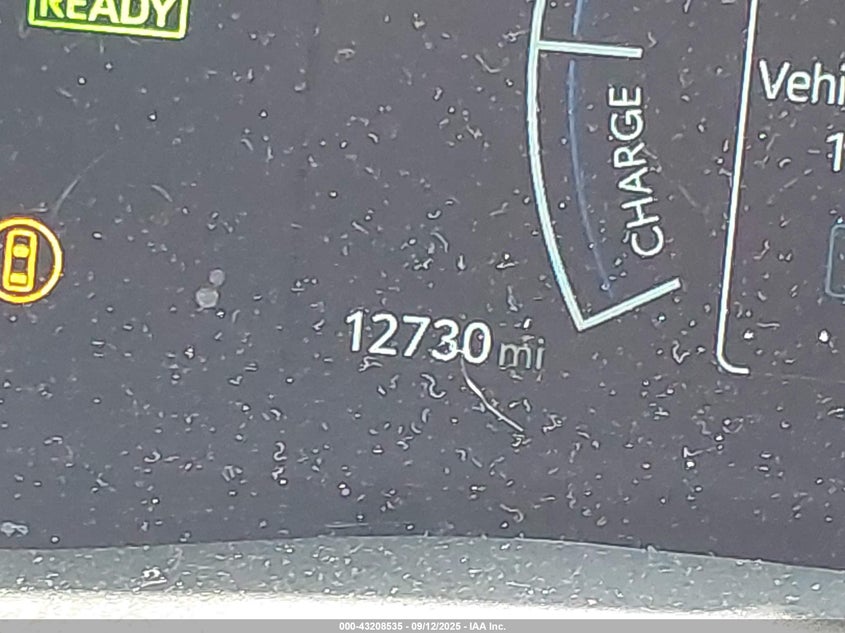 READY
CHARGE
Vehi
12730 mi
000-43208535 - 09/12/2025 - IAA Inc.